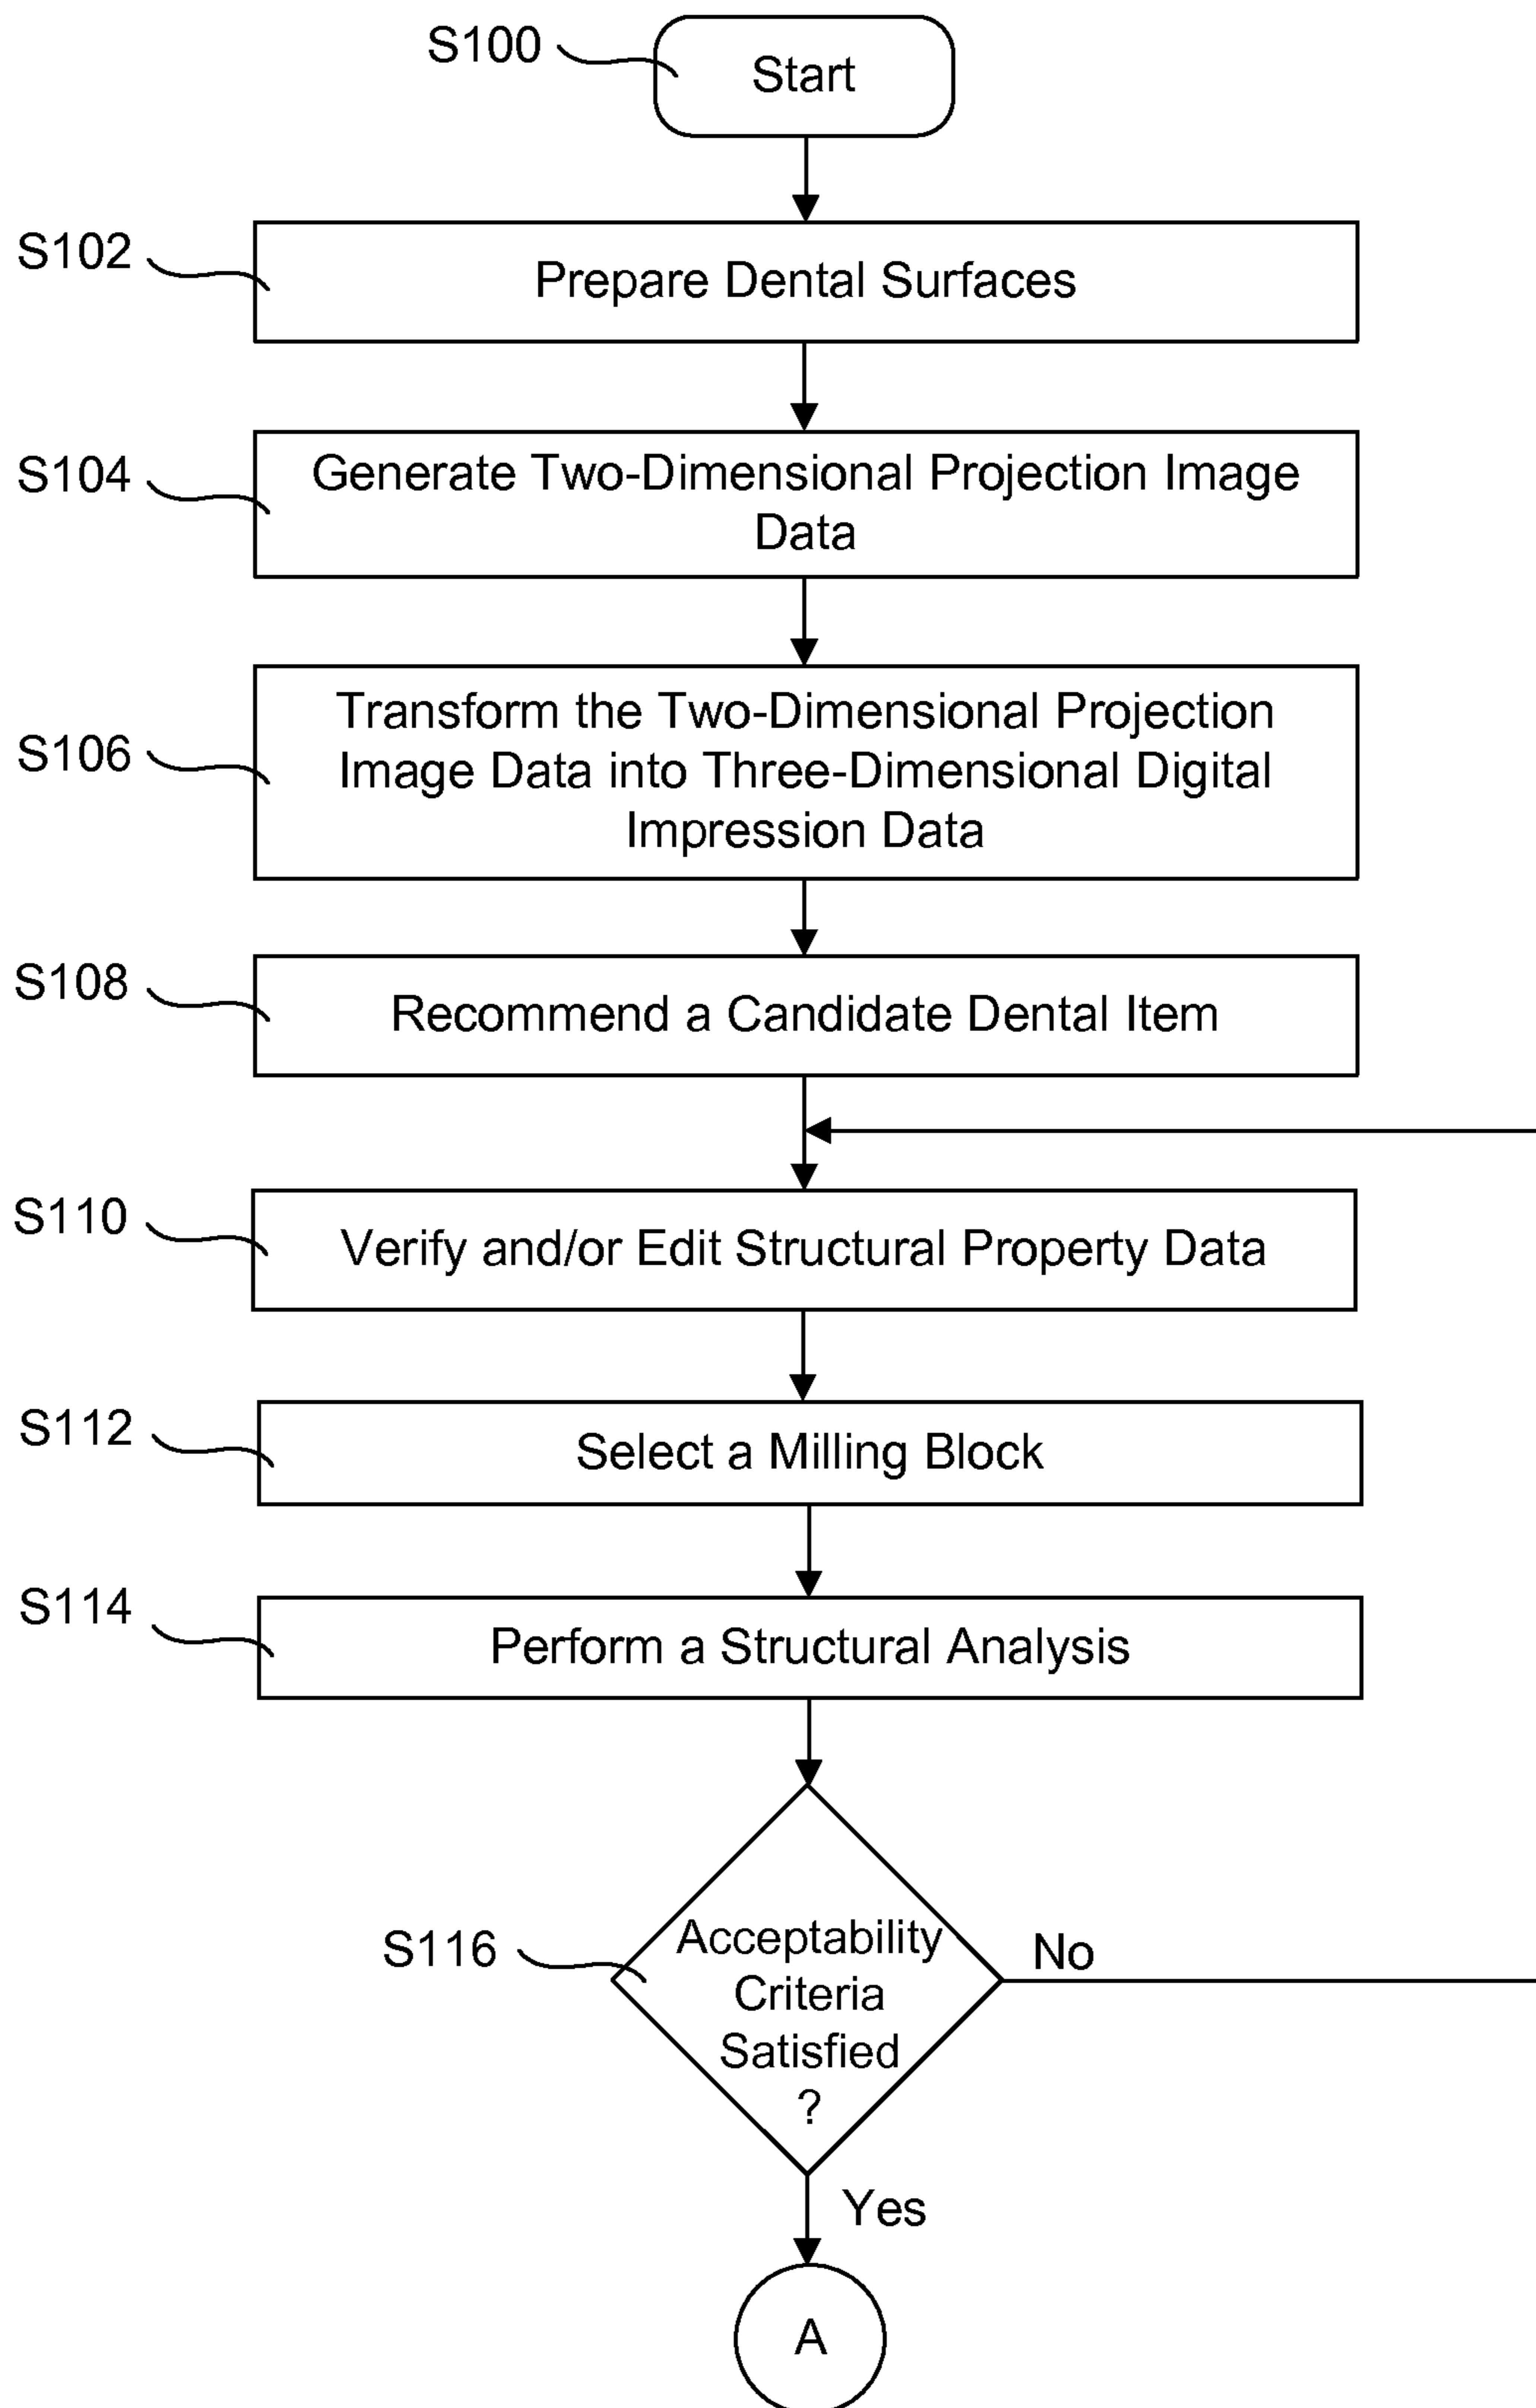 S100
Start
S102
Prepare Dental Surfaces
S104
Generate Two-Dimensional Projection Image
Data
S106
Transform the Two-Dimensional Projection
Image Data into Three-Dimensional Digital
Impression Data
S108
Recommend a Candidate Dental Item
S110
Verify and/or Edit Structural Property Data
S112
Select a Milling Block
S114
Perform a Structural Analysis
S116
Acceptability
Criteria
Satisfied
?
No
Yes
A